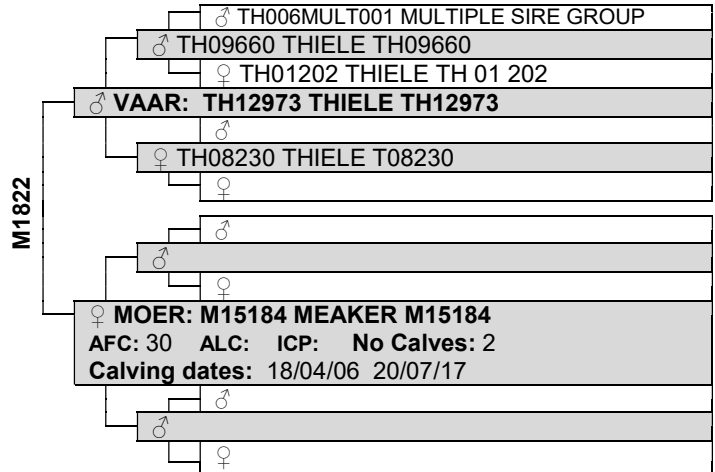 ♂ TH006MULT001 MULTIPLE SIRE GROUP
♂ TH09660 THIELE TH09660
♀ TH01202 THIELE TH 01 202
♂ VAAR: TH12973 THIELE TH12973
♂
♀ TH08230 THIELE T08230
♀
M1822
♂
♂
♀
♀ MOER: M15184 MEAKER M15184
AFC: 30 ALC: ICP: No Calves: 2
Calving dates: 18/04/06 20/07/17
♂
♂
♀